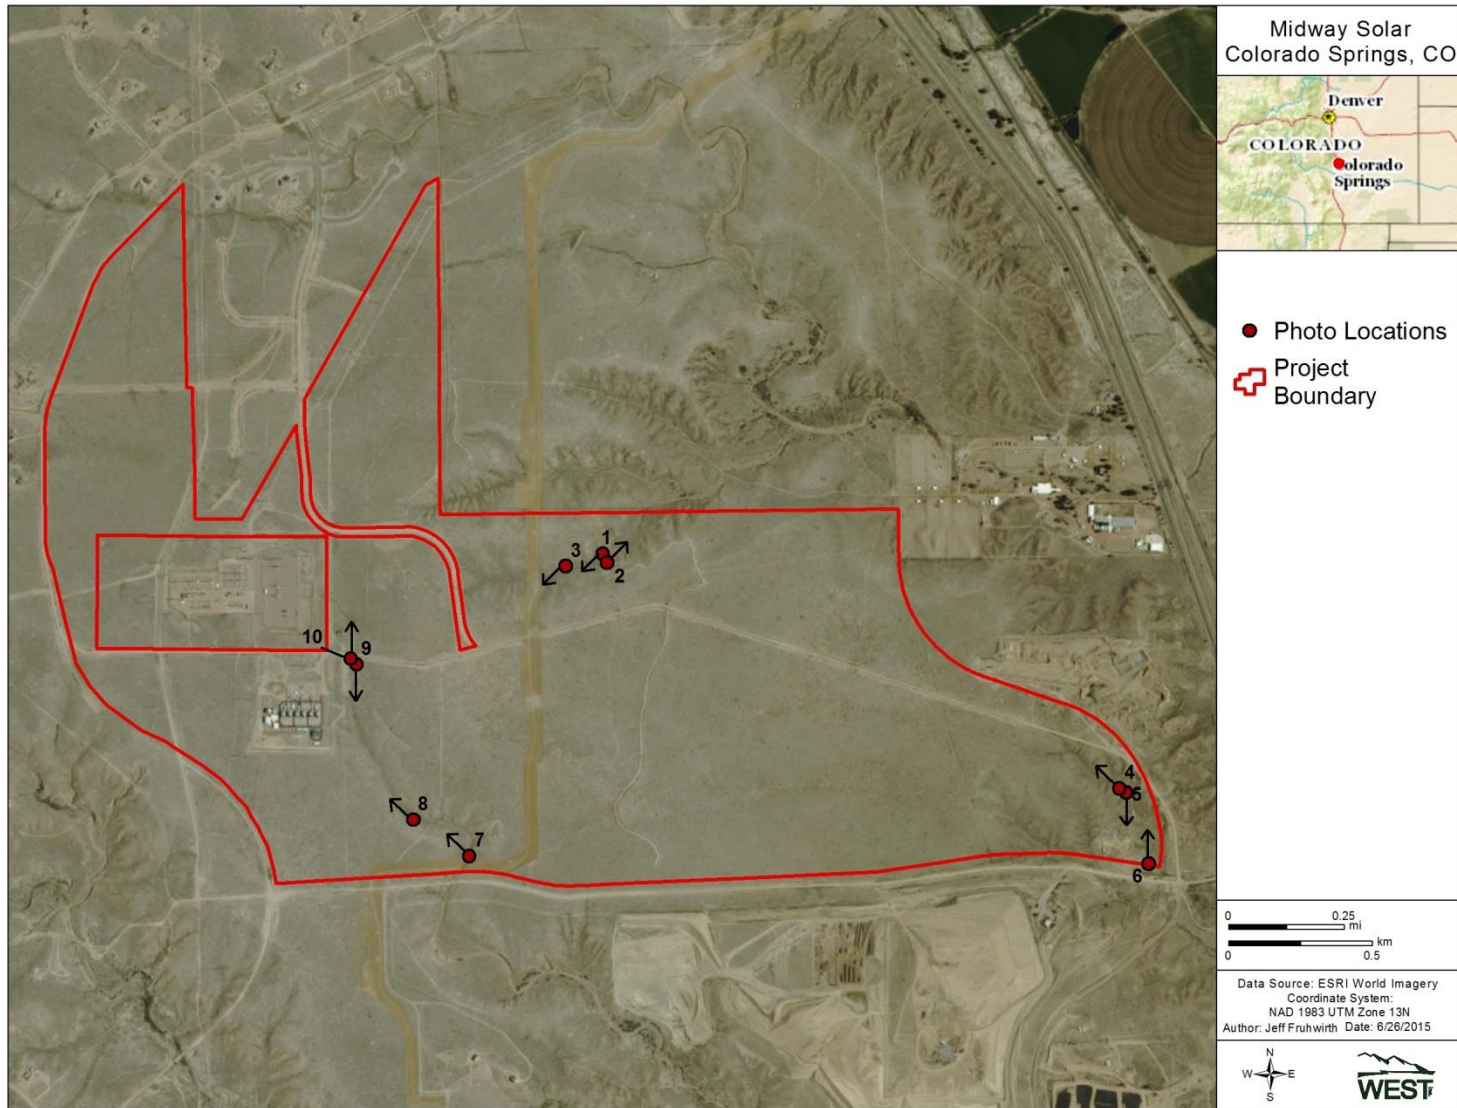 Midway Solar
Colorado Springs, CO
Denver
COLORADO
Colorado
Springs
Photo Locations
Project
Boundary
1
3
2
10
9
4
5
8
7
6
0 0.25
mi
km
0 0.5
Data Source: ESRI World Imagery
Coordinate System:
NAD 1983 UTM Zone 13N
Author: Jeff Fruhwirth Date: 6/26/2015
N
W E
S
WEST